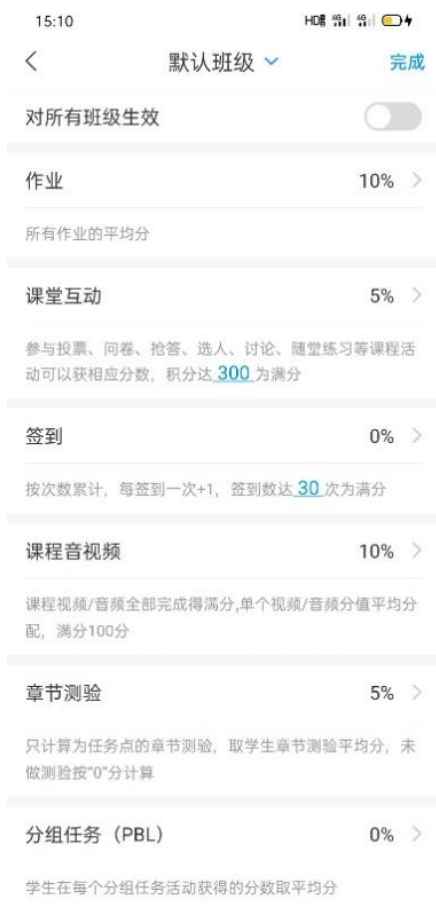 15:10
HD 4G 4G
默认班级
完成
对所有班级生效
作业 10%
所有作业的平均分
课堂互动 5%
参与投票、问卷、抢答、选人、讨论、随堂练习等课程活
动可以获相应分数，积分达 300 为满分
签到 0%
按次数累计，每签到一次+1，签到数达 30 次为满分
课程音视频 10%
课程视频/音频全部完成得满分,单个视频/音频分值平均分
配，满分100分
章节测验 5%
只计算为任务点的章节测验，取学生章节测验平均分，未
做测验按"0"分计算
分组任务（PBL） 0%
学生在每个分组任务活动获得的分数取平均分